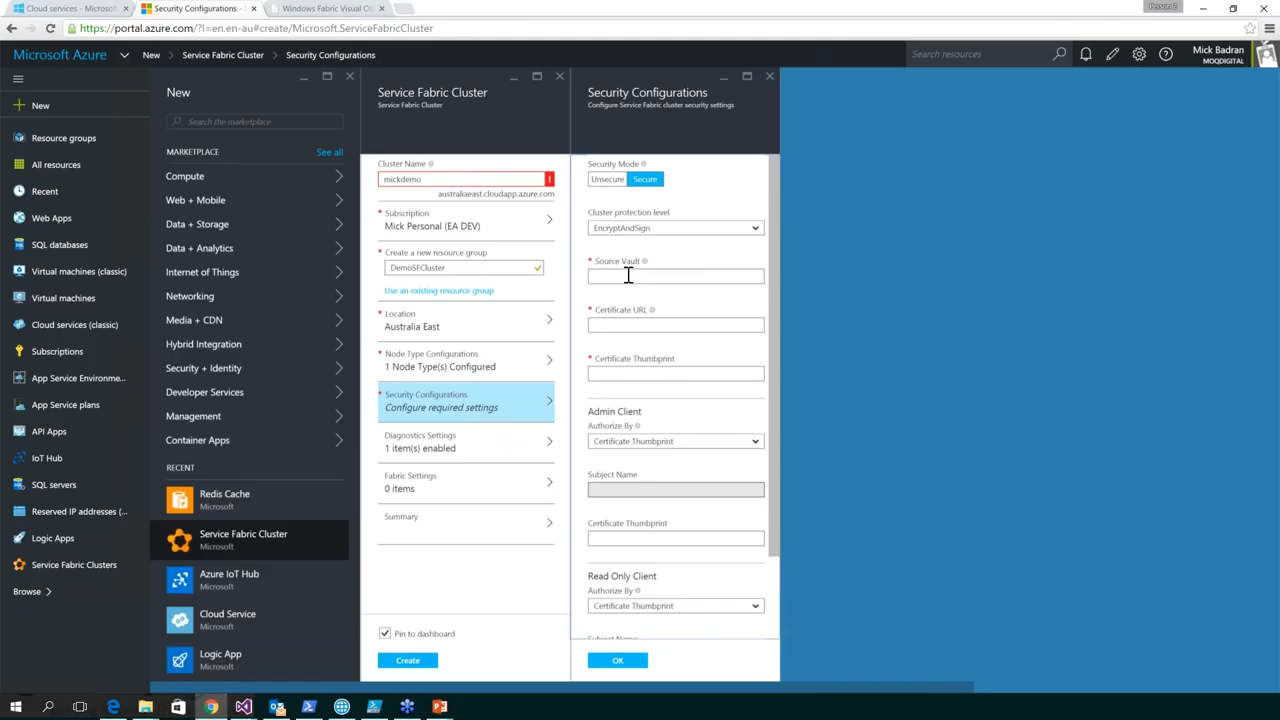 Cloud services - Microsoft
Security Configurations -
Windows Fabric Visual O
Person 2
https://portal.azure.com/?l=en.en-au#create/Microsoft.ServiceFabricCluster
Microsoft Azure
New > Service Fabric Cluster > Security Configurations
Search resources
Mick Badran
MOQDIGITAL
New
Resource groups
All resources
Recent
Web Apps
SQL databases
Virtual machines (classic)
Virtual machines
Cloud services (classic)
Subscriptions
App Service Environme...
App Service plans
API Apps
IoT Hub
SQL servers
Reserved IP addresses (...
Logic Apps
Service Fabric Clusters
Browse >
New
Search the marketplace
MARKETPLACE
See all
Compute
Web + Mobile
Data + Storage
Data + Analytics
Internet of Things
Networking
Media + CDN
Hybrid Integration
Security + Identity
Developer Services
Management
Container Apps
RECENT
Redis Cache
Microsoft
Service Fabric Cluster
Microsoft
Azure IoT Hub
Microsoft
Cloud Service
Microsoft
Logic App
Microsoft
Service Fabric Cluster
Service Fabric Cluster
Cluster Name
mickdemo
!
australiaeast.cloudapp.azure.com
* Subscription
Mick Personal (EA DEV)
* Create a new resource group
DemoSFCluster
Use an existing resource group
* Location
Australia East
* Node Type Configurations
1 Node Type(s) Configured
* Security Configurations
Configure required settings
Diagnostics Settings
1 item(s) enabled
Fabric Settings
0 items
Summary
Pin to dashboard
Create
Security Configurations
Configure Service Fabric cluster security settings
Security Mode
Unsecure Secure
Cluster protection level
EncryptAndSign
* Source Vault
* Certificate URL
* Certificate Thumbprint
Admin Client
Authorize By
Certificate Thumbprint
Subject Name
Certificate Thumbprint
Read Only Client
Authorize By
Certificate Thumbprint
Subject Name
OK